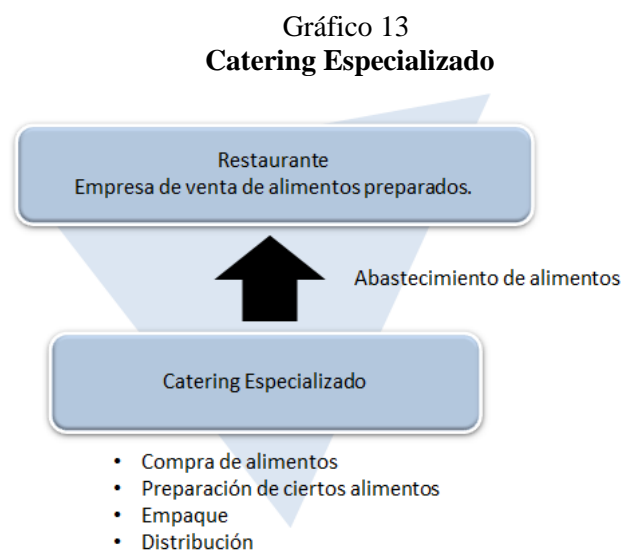 Gráfico 13
Catering Especializado
Restaurante
Empresa de venta de alimentos preparados.
Abastecimiento de alimentos
Catering Especializado
• Compra de alimentos
• Preparación de ciertos alimentos
• Empaque
• Distribución